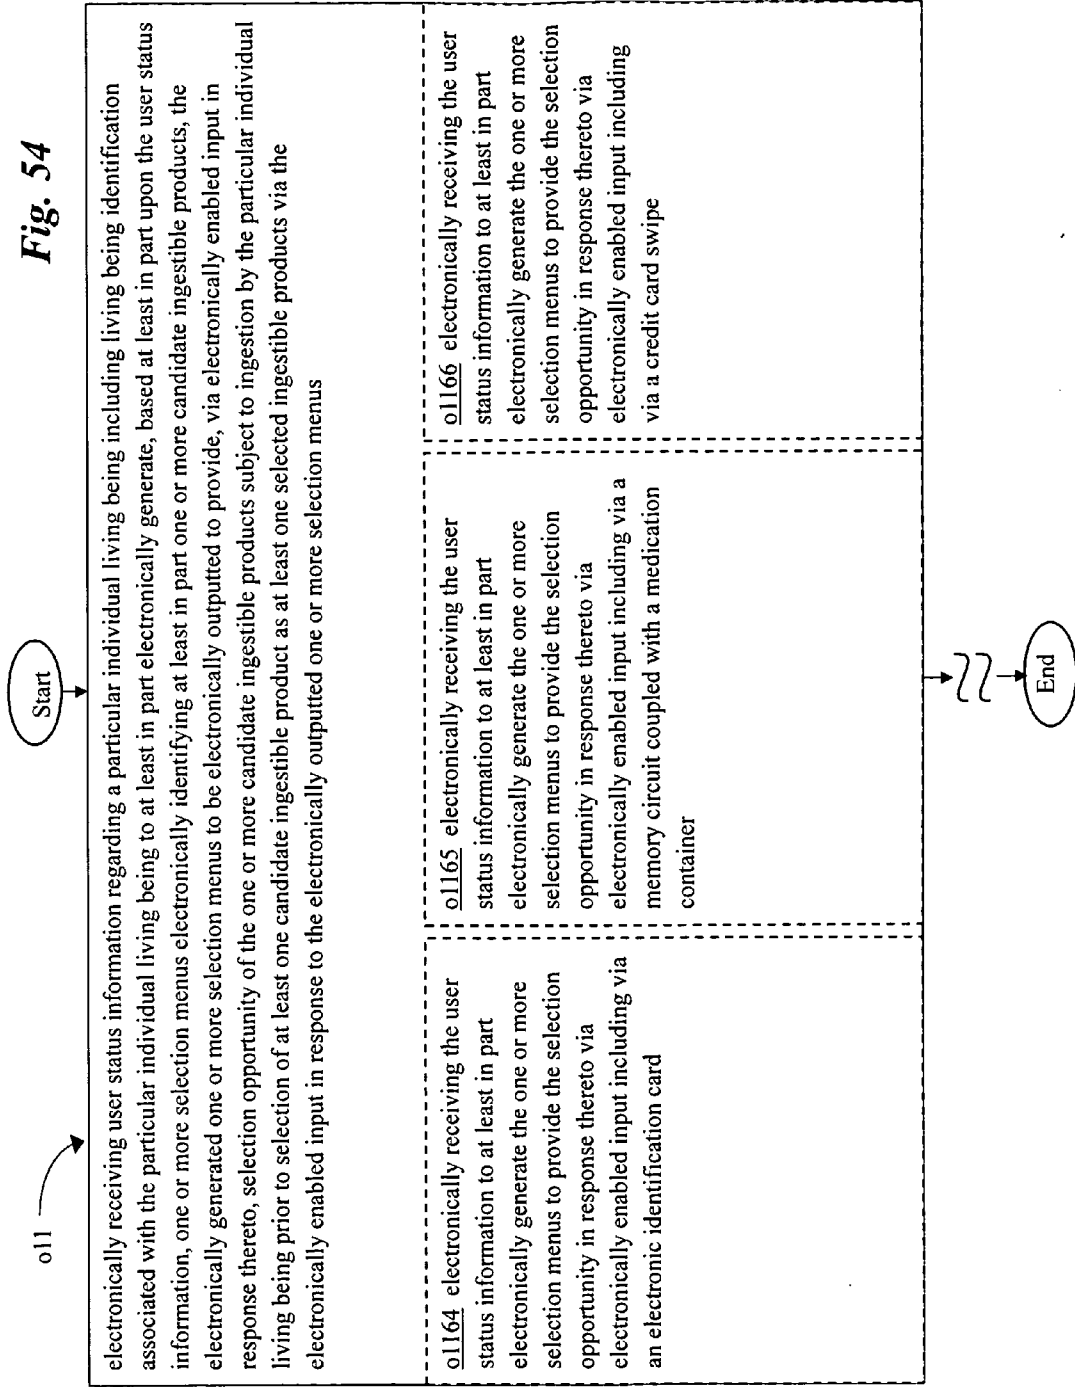 Fig. 54
Start
o11
electronically receiving user status information regarding a particular individual living being including living being identification
associated with the particular individual living being to at least in part electronically generate, based at least in part upon the user status
information, one or more selection menus electronically identifying at least in part one or more candidate ingestible products, the
electronically generated one or more selection menus to be electronically outputted to provide, via electronically enabled input in
response thereto, selection opportunity of the one or more candidate ingestible products subject to ingestion by the particular individual
living being prior to selection of at least one candidate ingestible product as at least one selected ingestible products via the
electronically enabled input in response to the electronically outputted one or more selection menus
o1164 electronically receiving the user
status information to at least in part
electronically generate the one or more
selection menus to provide the selection
opportunity in response thereto via
electronically enabled input including via
an electronic identification card
o1165 electronically receiving the user
status information to at least in part
electronically generate the one or more
selection menus to provide the selection
opportunity in response thereto via
electronically enabled input including via a
memory circuit coupled with a medication
container
o1166 electronically receiving the user
status information to at least in part
electronically generate the one or more
selection menus to provide the selection
opportunity in response thereto via
electronically enabled input including
via a credit card swipe
End